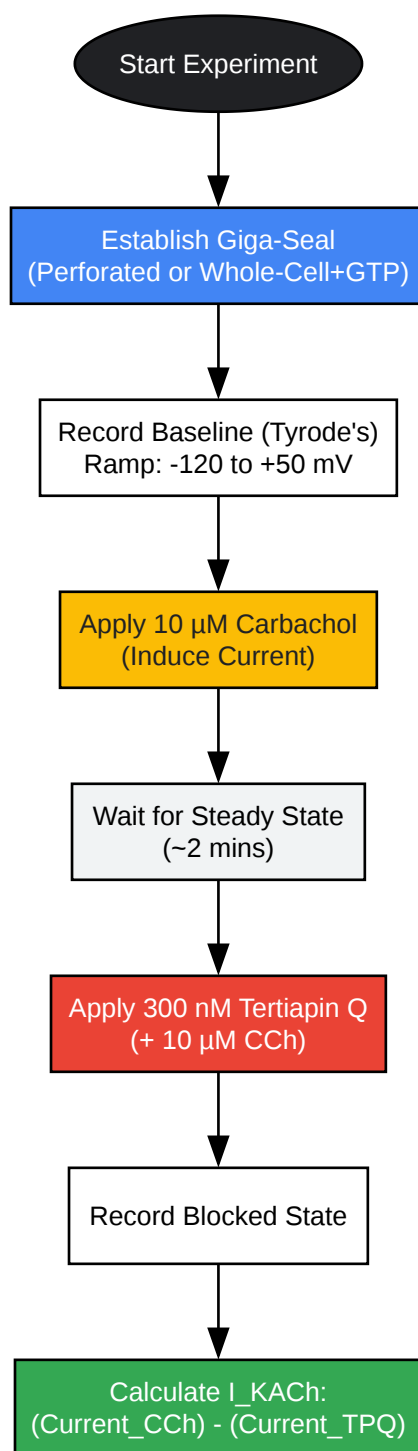 Start Experiment
Establish Giga-Seal
(Perforated or Whole-Cell+GTP)
Record Baseline (Tyrode's)
Ramp: -120 to +50 mV
Apply 10 µM Carbachol
(Induce Current)
Wait for Steady State
(~2 mins)
Apply 300 nM Tertiapin Q
(+ 10 µM CCh)
Record Blocked State
Calculate I_KACh:
(Current_CCh) - (Current_TPQ)